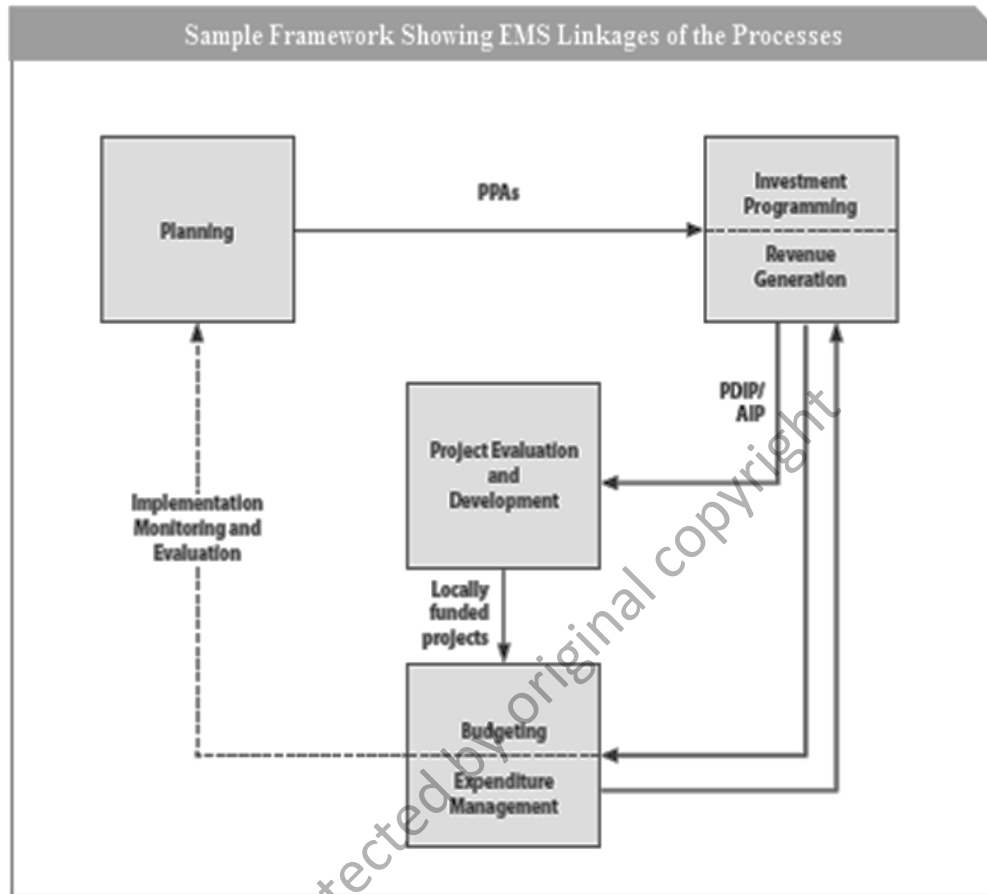 Sample Framework Showing EMS Linkages of the Processes
Planning
PPAs
Investment
Programming
Revenue
Generation
PDIP/
AIP
Project Evaluation
and
Development
Implementation
Monitoring and
Evaluation
Locally
funded
projects
Budgeting
Expenditure
Management
tected by original copyright